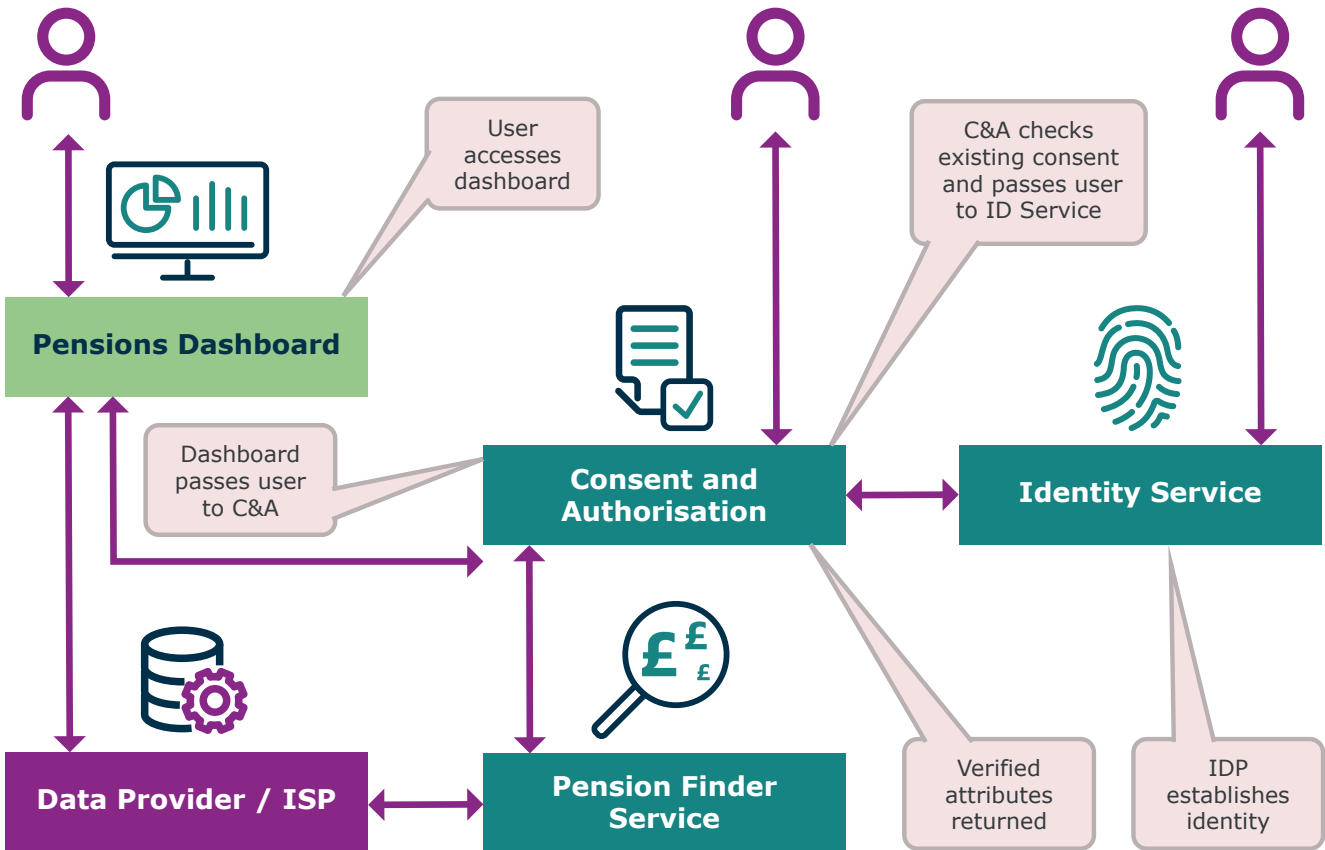 User
accesses
dashboard
C&A checks
existing consent
and passes user
to ID Service
Pensions Dashboard
Dashboard
passes user
to C&A
Consent and
Authorisation
Identity Service
£ £ £
Data Provider / ISP
Pension Finder
Service
Verified
attributes
returned
IDP
establishes
identity